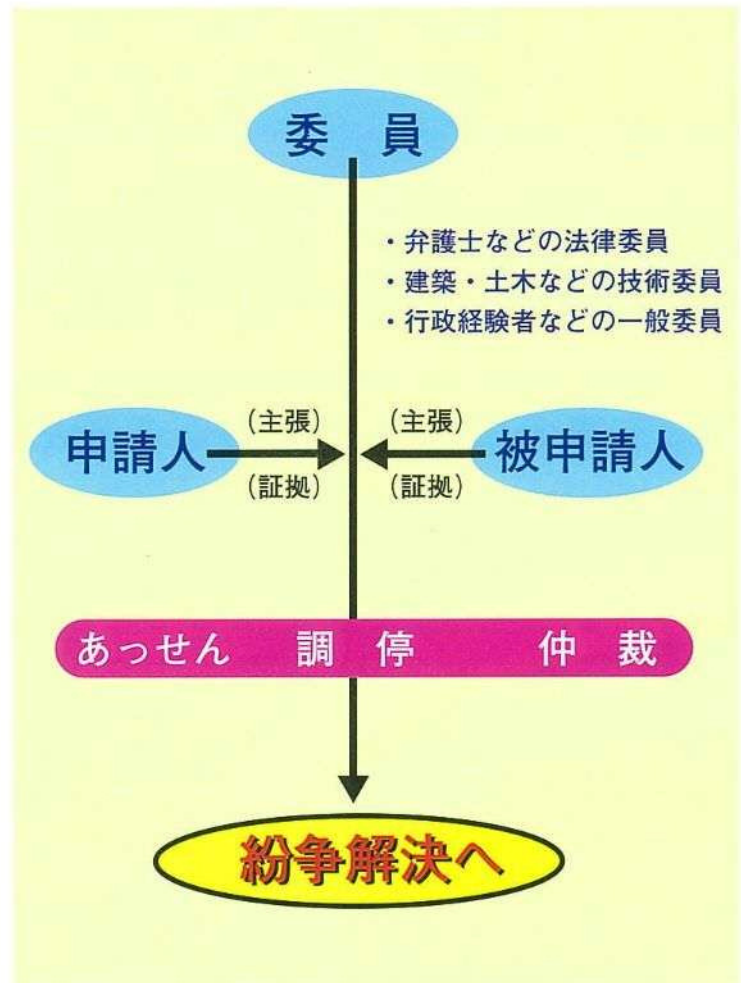 委員
・弁護士などの法律委員
・建築・土木などの技術委員
・行政経験者などの一般委員
申請人
(主張)
(証拠)
(主張)
(証拠)
被申請人
あっせん 調停 仲裁
紛争解決へ